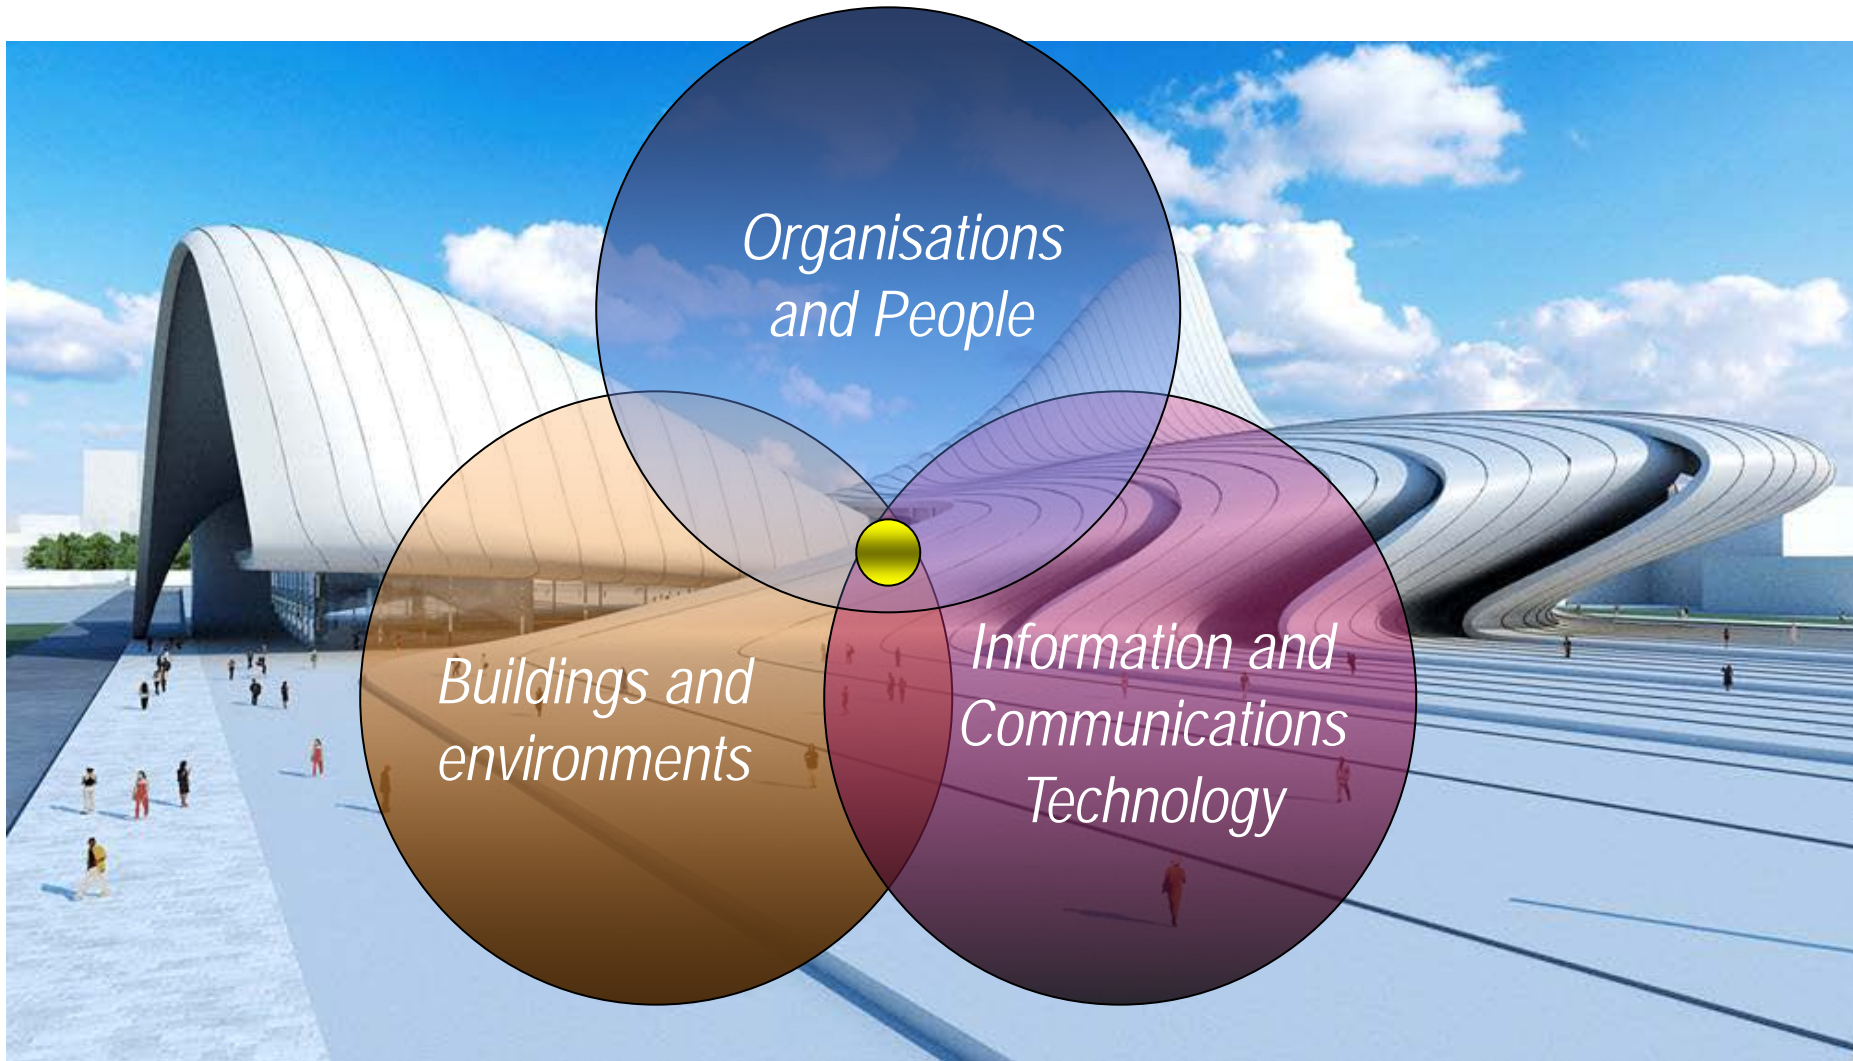 Organisations
and People
Buildings and
environments
Information and
Communications
Technology